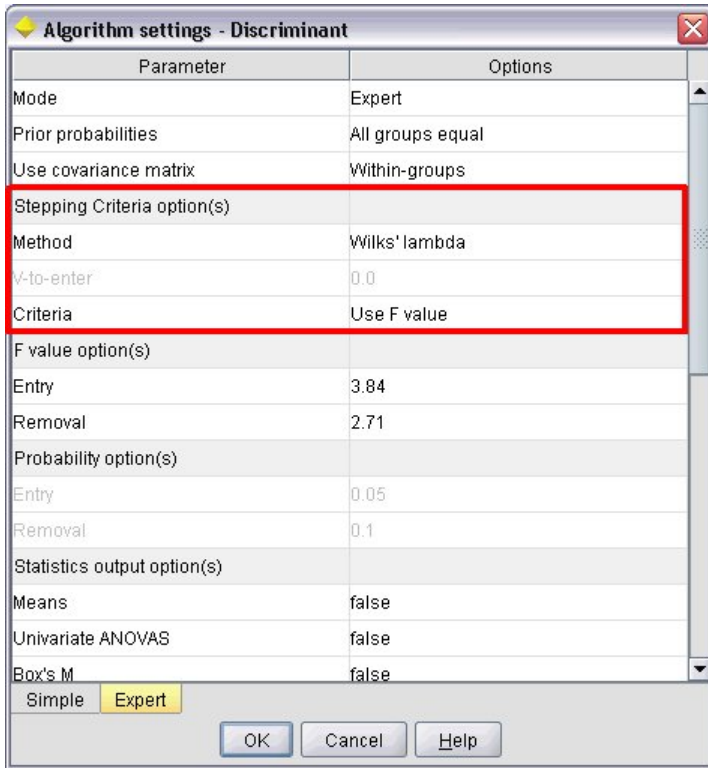 Algorithm settings - Discriminant
Parameter Options
Mode Expert
Prior probabilities All groups equal
Use covariance matrix Within-groups
Stepping Criteria option(s)
Method Wilks' lambda
V-to-enter 0.0
Criteria Use F value
F value option(s)
Entry 3.84
Removal 2.71
Probability option(s)
Entry 0.05
Removal 0.1
Statistics output option(s)
Means false
Univariate ANOVAS false
Box's M false
Simple Expert
OK Cancel Help